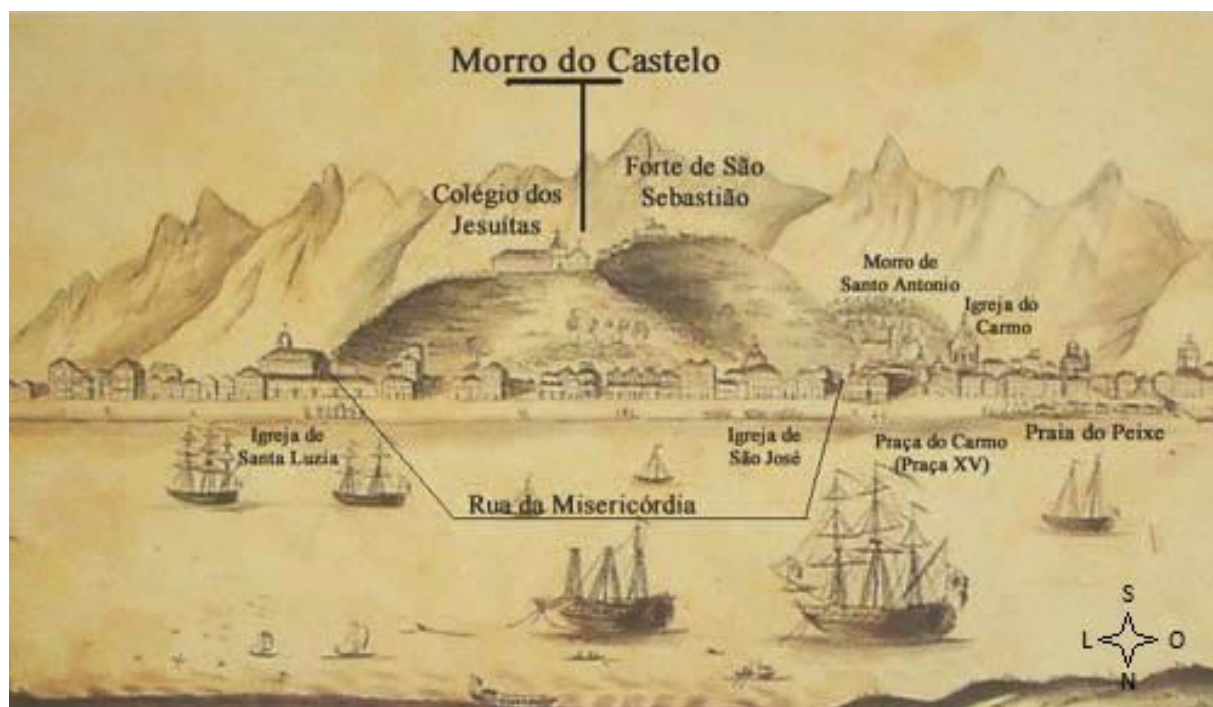 Morro do Castelo
Forte de São
Sebastião
Colégio dos
Jesuítas
Morro de
Santo Antonio
Igreja do
Carmo
Igreja de
Santa Luzia
Igreja de
São José
Praça do Carmo
(Praça XV)
Praia do Peixe
Rua da Misericórdia
S
L O
N